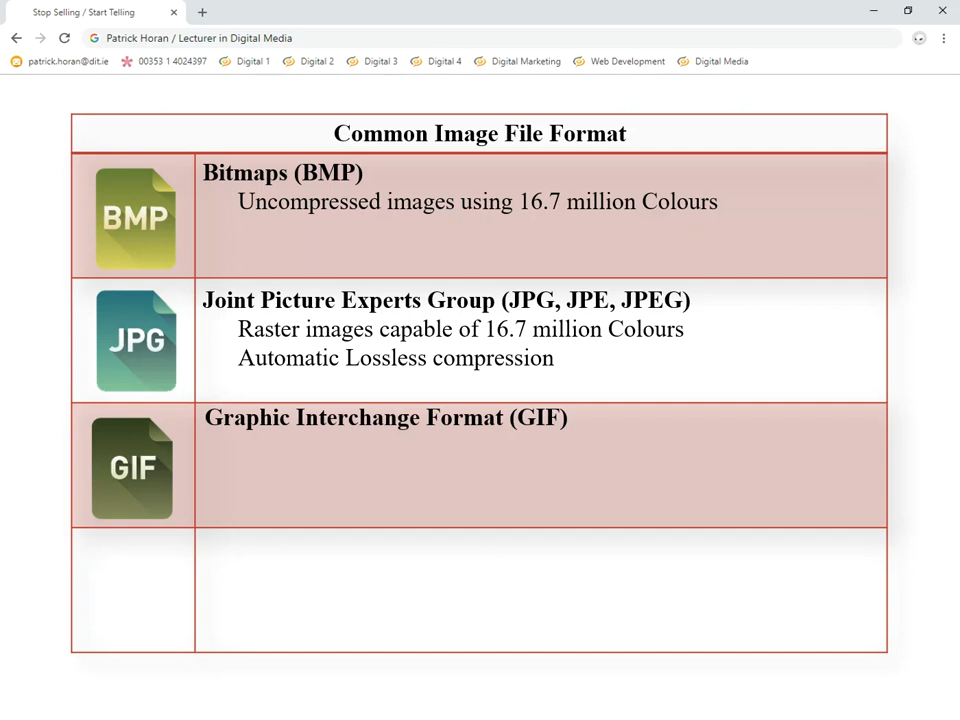 Stop Selling / Start Telling
Patrick Horan / Lecturer in Digital Media
patrick.horan@dit.ie 00353 1 4024397 Digital 1 Digital 2 Digital 3 Digital 4 Digital Marketing Web Development Digital Media
Common Image File Format
BMP
Bitmaps (BMP)
Uncompressed images using 16.7 million Colours
JPG
Joint Picture Experts Group (JPG, JPE, JPEG)
Raster images capable of 16.7 million Colours
Automatic Lossless compression
GIF
Graphic Interchange Format (GIF)